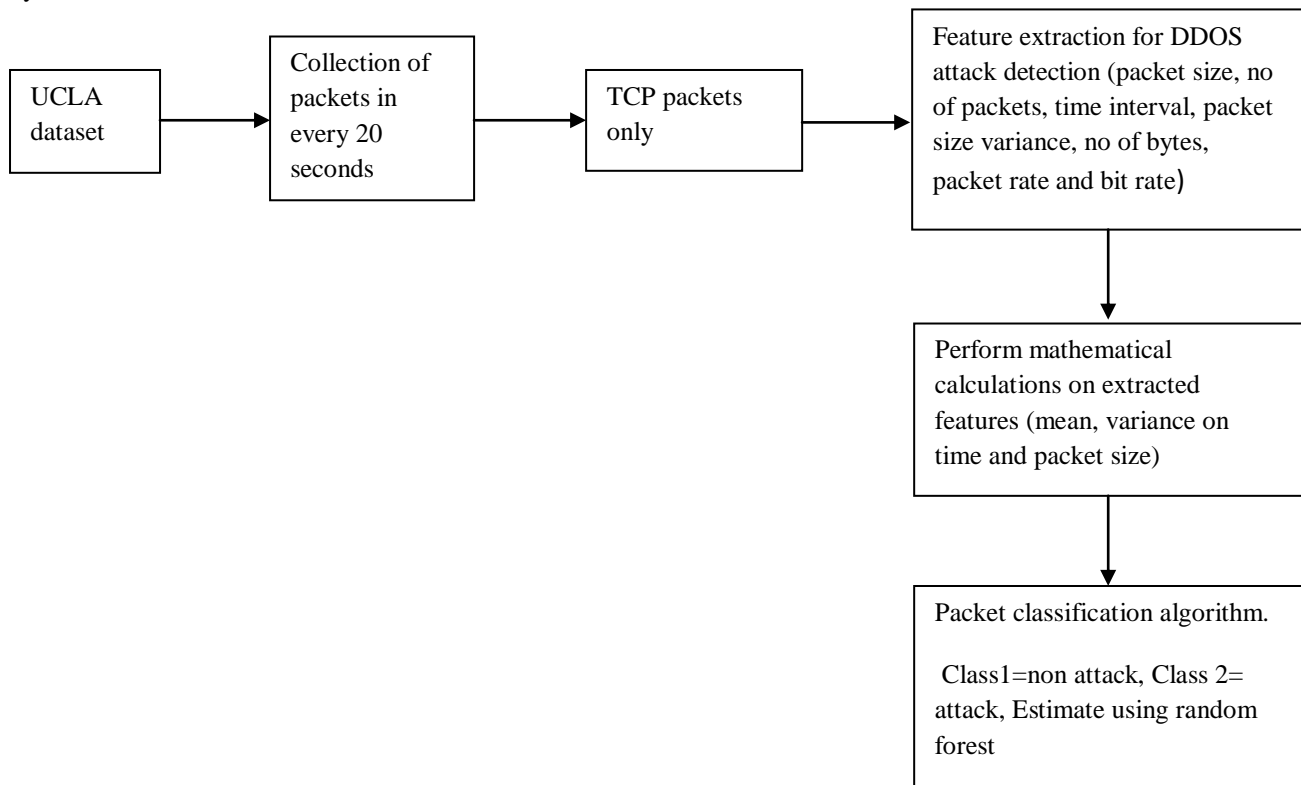 UCLA
dataset
Collection of
packets in
every 20
seconds
TCP packets
only
Feature extraction for DDOS
attack detection (packet size, no
of packets, time interval, packet
size variance, no of bytes,
packet rate and bit rate)
Perform mathematical
calculations on extracted
features (mean, variance on
time and packet size)
Packet classification algorithm.
Class1=non attack, Class 2=
attack, Estimate using random
forest